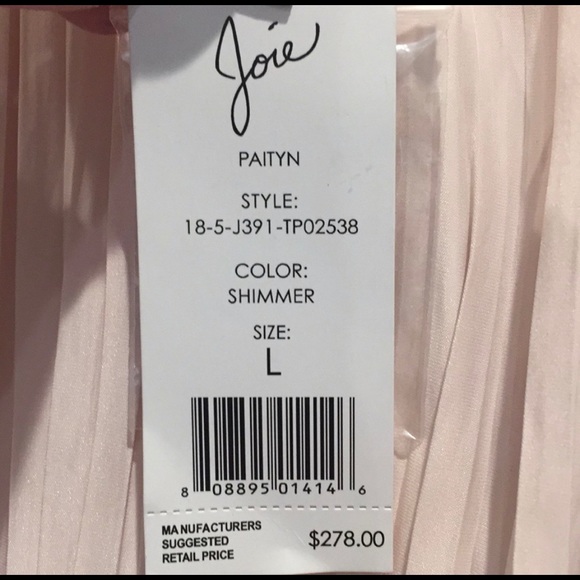 Joie
PAITYN
STYLE:
18-5-J391-TP02538
COLOR:
SHIMMER
SIZE:
L
8 08895 01414 6
MANUFACTURERS
SUGGESTED
RETAIL PRICE
$278.00